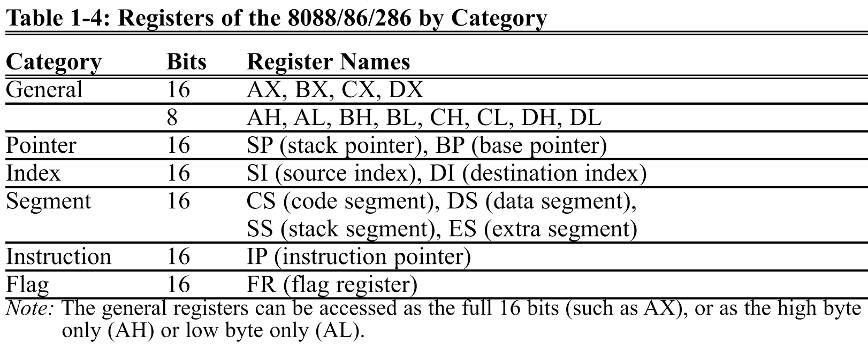 Table 1-4: Registers of the 8088/86/286 by Category
Category Bits Register Names
General 16 AX, BX, CX, DX
8 AH, AL, BH, BL, CH, CL, DH, DL
Pointer 16 SP (stack pointer), BP (base pointer)
Index 16 SI (source index), DI (destination index)
Segment 16 CS (code segment), DS (data segment),
SS (stack segment), ES (extra segment)
Instruction 16 IP (instruction pointer)
Flag 16 FR (flag register)
Note: The general registers can be accessed as the full 16 bits (such as AX), or as the high byte
only (AH) or low byte only (AL).